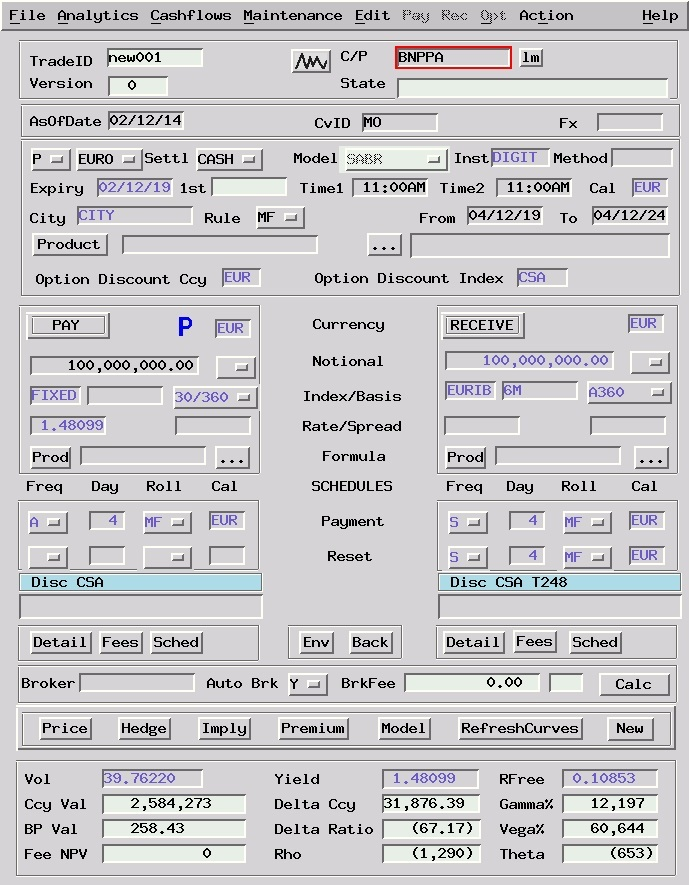 File Analytics Cashflows Maintenance Edit Pay Rec Opt Action Help
TradeID new001 C/P BNPPA lm
Version 0 State
AsOfDate 02/12/14 CvID MO Fx
P EURO Settl CASH Model SABR Inst DIGIT Method
Expiry 02/12/19 1st Time1 11:00AM Time2 11:00AM Cal EUR
City CITY Rule MF From 04/12/19 To 04/12/24
Product ...
Option Discount Ccy EUR Option Discount Index CSA
PAY P EUR Currency RECEIVE EUR
100,000,000.00 Notional 100,000,000.00
FIXED 30/360 Index/Basis EURIB 6M A360
1.48099 Rate/Spread
Prod ... Formula Prod ...
Freq Day Roll Cal SCHEDULES Freq Day Roll Cal
A 4 MF EUR Payment S 4 MF EUR
Reset S 4 MF EUR
Disc CSA Disc CSA T248
Detail Fees Sched Env Back Detail Fees Sched
Broker Auto Brk Y BrkFee 0.00 Calc
Price Hedge Imply Premium Model RefreshCurves New
Vol 39.76220 Yield 1.48099 RFree 0.10853
Ccy Val 2,584,273 Delta Ccy 31,876.39 Gamma% 12,197
BP Val 258.43 Delta Ratio (67.17) Vega% 60,644
Fee NPV 0 Rho (1,290) Theta (653)